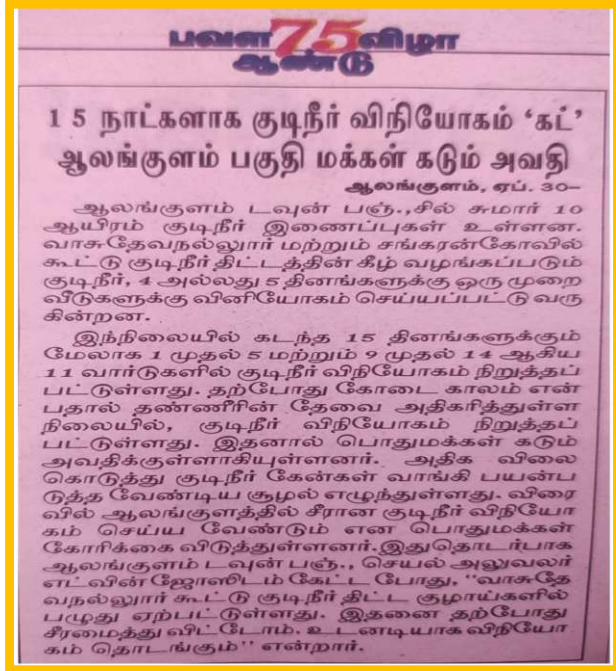 பவள 75 விழா
ஆண்டு
15 நாட்களாக குடிநீர் விநியோகம் ‘கட்’
ஆலங்குளம் பகுதி மக்கள் கடும் அவதி
ஆலங்குளம், ஏப். 30–
ஆலங்குளம் டவுன் பஞ்.,சில் சுமார் 10
ஆயிரம் குடிநீர் இணைப்புகள் உள்ளன.
வாசுதேவநல்லுார் மற்றும் சங்கரன்கோவில்
கூட்டு குடிநீர் திட்டத்தின் கீழ் வழங்கப்படும்
குடிநீர், 4 அல்லது 5 தினங்களுக்கு ஒரு முறை
வீடுகளுக்கு வினியோகம் செய்யப்பட்டு வரு
கின்றன.
இந்நிலையில் கடந்த 15 தினங்களுக்கும்
மேலாக 1 முதல் 5 மற்றும் 9 முதல் 14 ஆகிய
11 வார்டுகளில் குடிநீர் விநியோகம் நிறுத்தப்
பட்டுள்ளது. தற்போது கோடை காலம் என்
பதால் தண்ணீரின் தேவை அதிகரித்துள்ள
நிலையில், குடிநீர் விநியோகம் நிறுத்தப்
பட்டுள்ளது. இதனால் பொதுமக்கள் கடும்
அவதிக்குள்ளாகியுள்ளனர். அதிக விலை
கொடுத்து குடிநீர் கேன்கள் வாங்கி பயன்ப
டுத்த வேண்டிய சூழல் எழுந்துள்ளது. விரை
வில் ஆலங்குளத்தில் சீரான குடிநீர் விநியோ
கம் செய்ய வேண்டும் என பொதுமக்கள்
கோரிக்கை விடுத்துள்ளனர்.இதுதொடர்பாக
ஆலங்குளம் டவுன் பஞ்., செயல் அலுவலர்
எட்வின்ஜோஸிடம் கேட்ட போது, ‘‘வாசுதே
வநல்லுார் கூட்டு குடிநீர் திட்ட குழாய்களில்
பழுது ஏற்பட்டுள்ளது. இதனை தற்போது
சீரமைத்து விட்டோம். உடனடியாக விநியோ
கம் தொடங்கும்'' என்றார்.